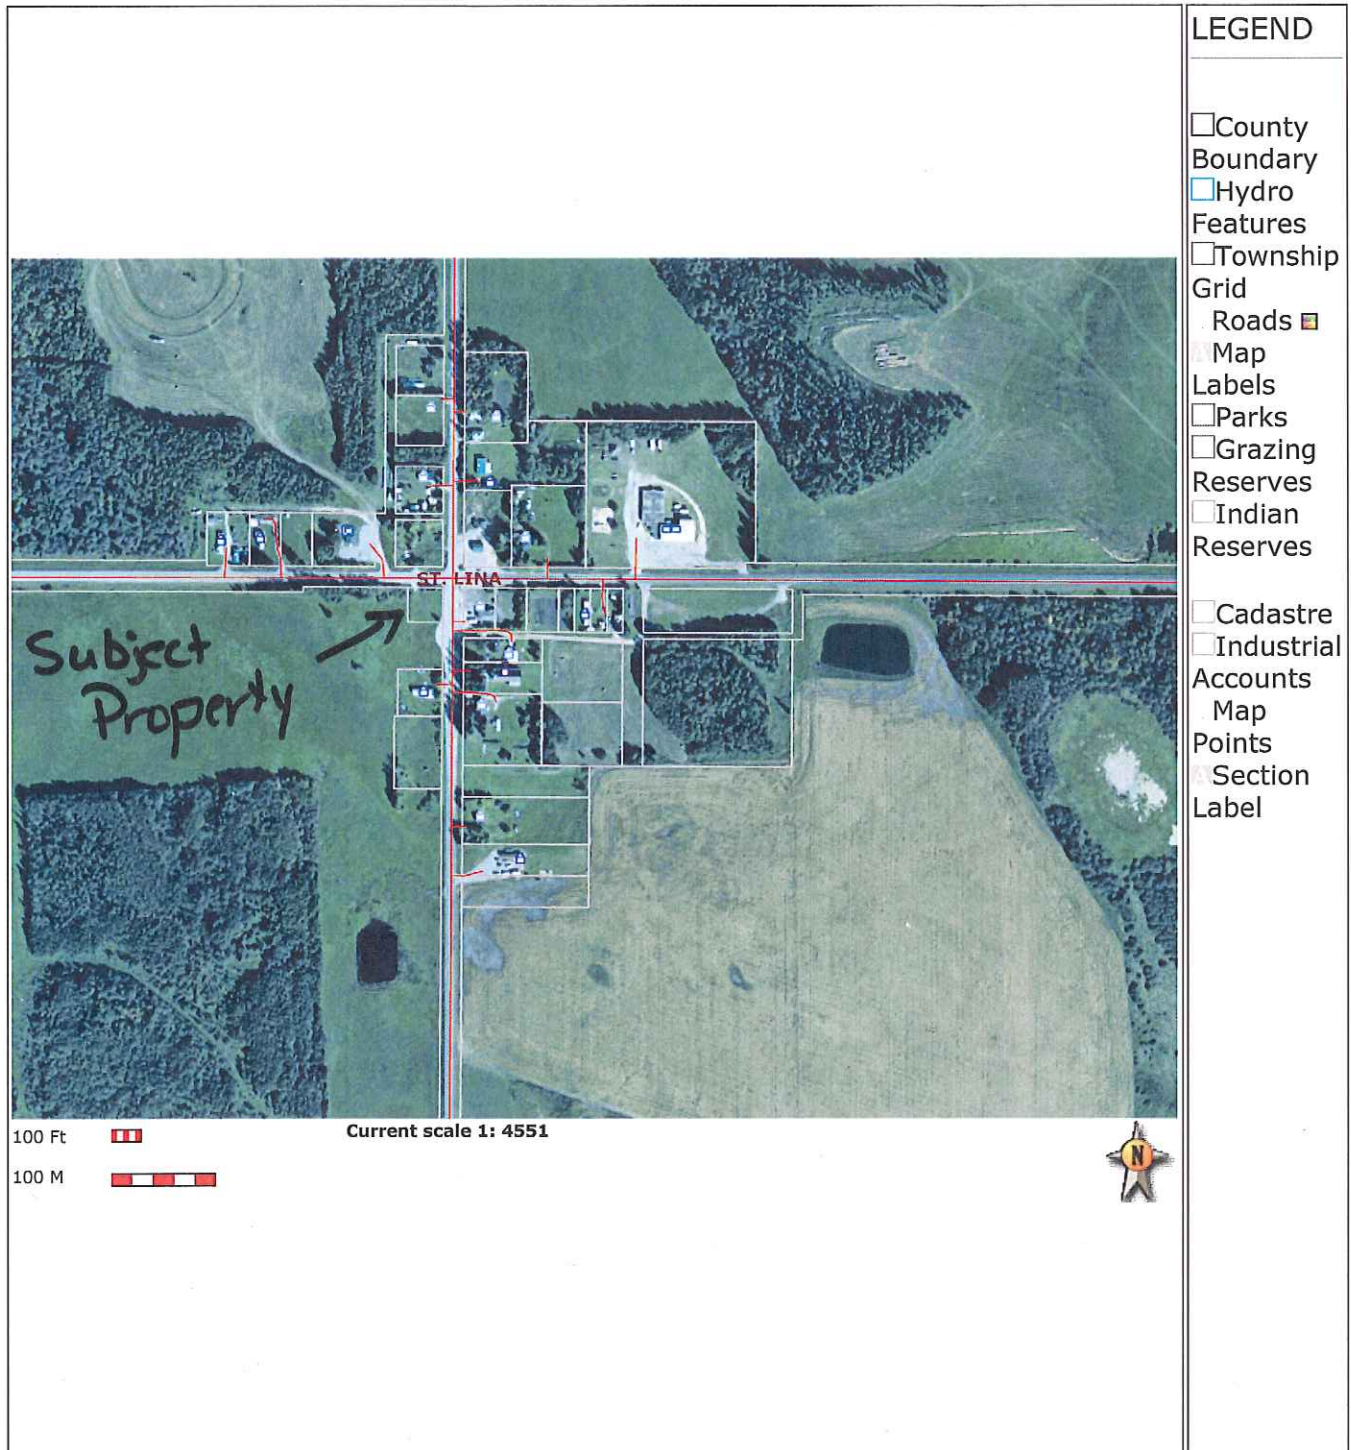 LEGEND
County
Boundary
Hydro
Features
Township
Grid
Roads
Map
Labels
Parks
Grazing
Reserves
Indian
Reserves
Cadastre
Industrial
Accounts
Map
Points
Section
Label
ST. LINA
Subject
Property
100 Ft
Current scale 1: 4551
100 M
N